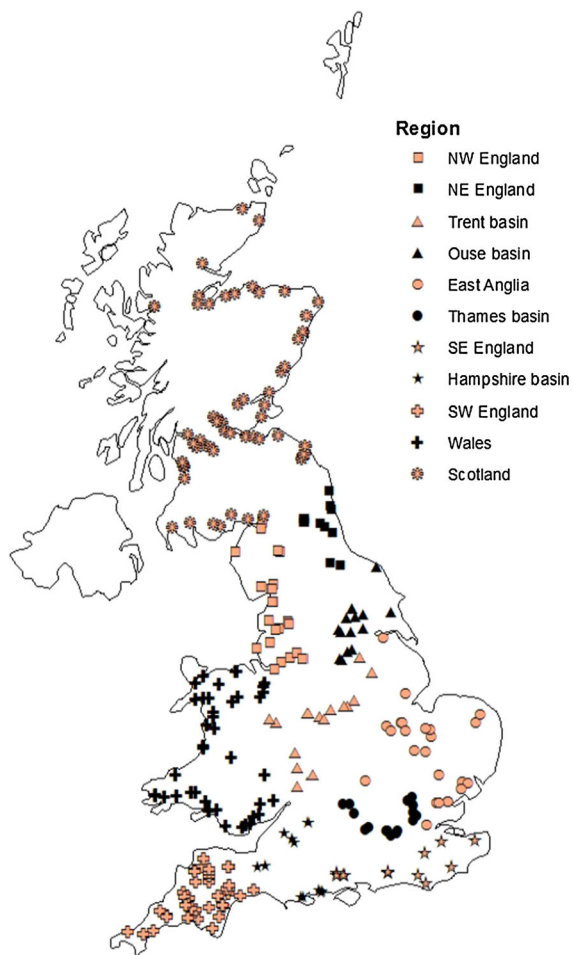 Region
NW England
NE England
Trent basin
Ouse basin
East Anglia
Thames basin
SE England
Hampshire basin
SW England
Wales
Scotland